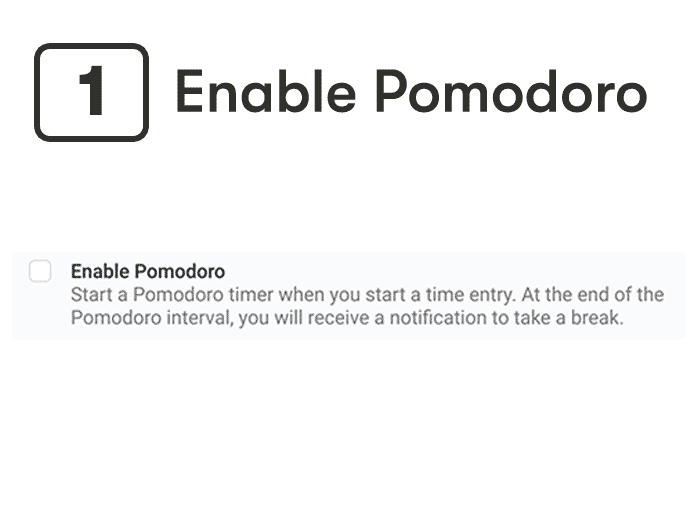 1 Enable Pomodoro
Enable Pomodoro
Start a Pomodoro timer when you start a time entry. At the end of the
Pomodoro interval, you will receive a notification to take a break.